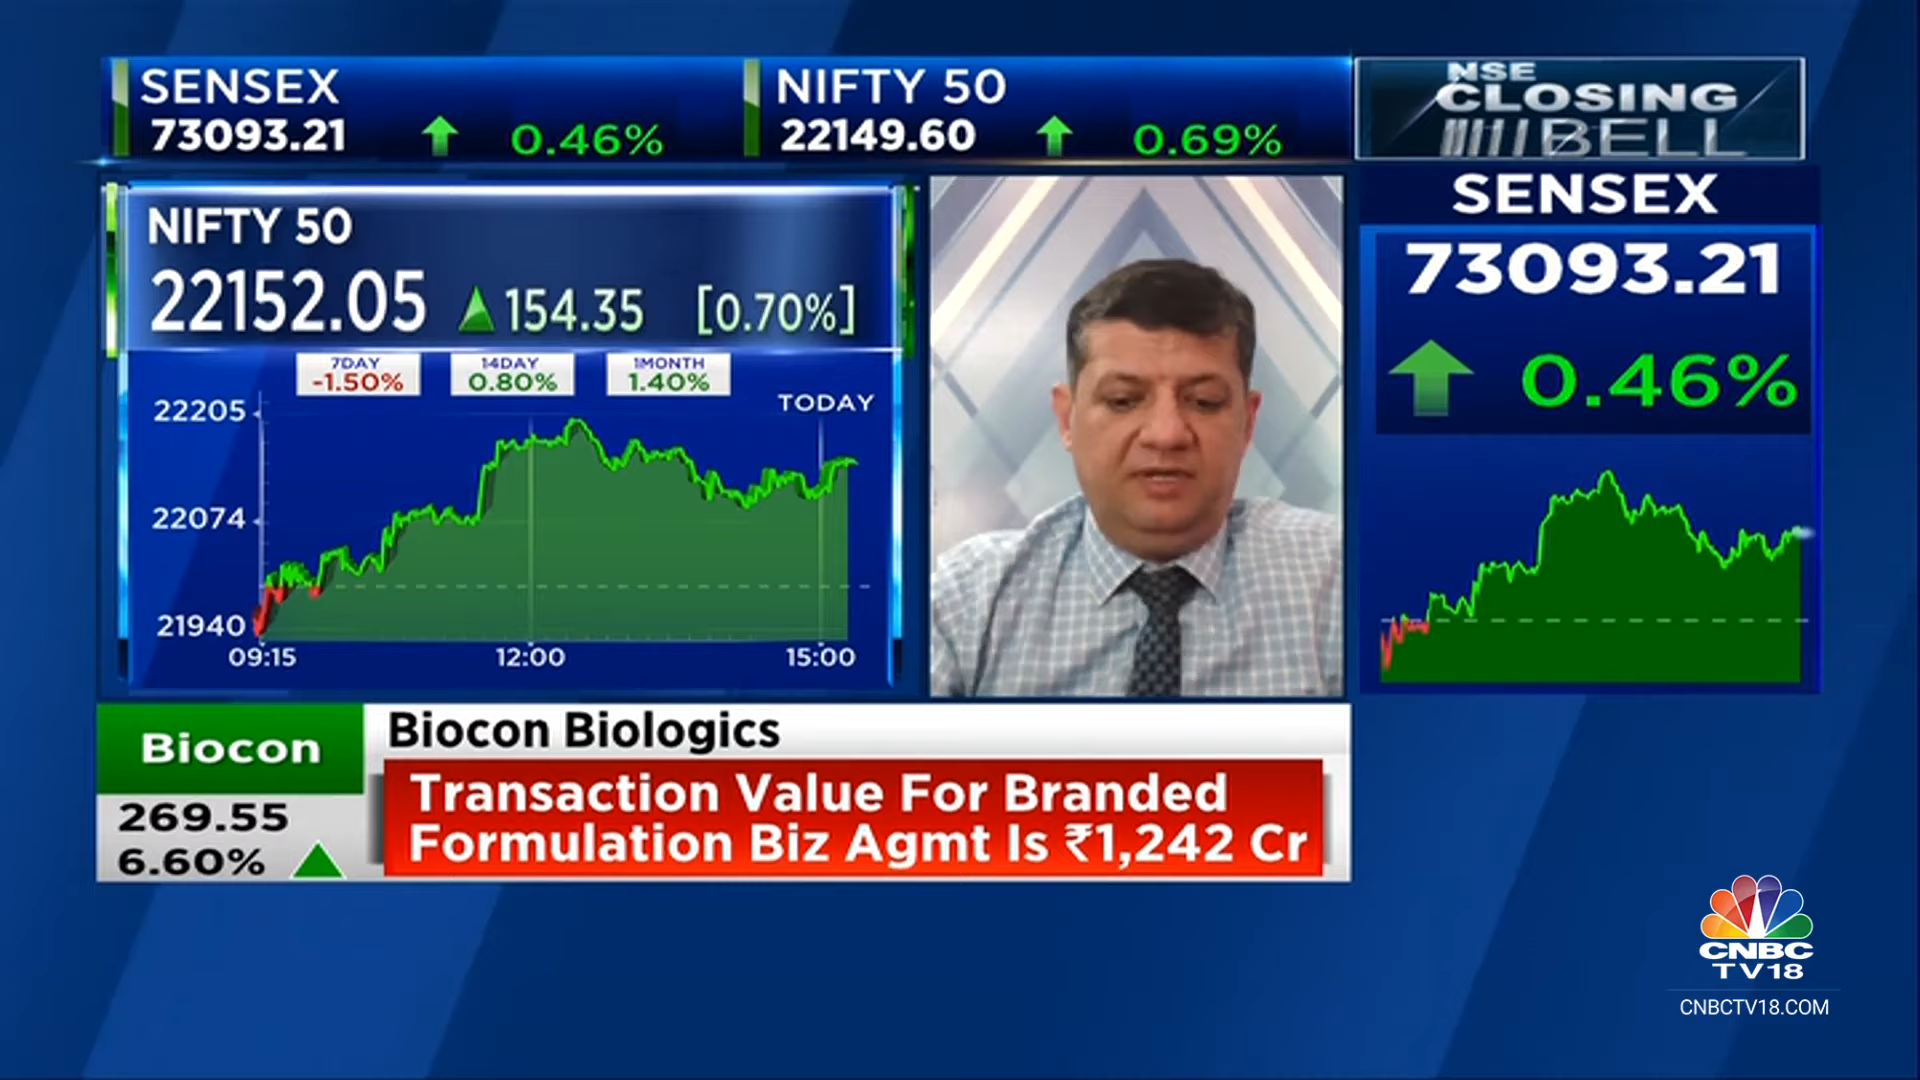 SENSEX
73093.21 0.46%
NIFTY 50
22149.60 0.69%
NSE
CLOSING
BELL
NIFTY 50
22152.05 154.35 [0.70%]
7DAY
-1.50%
14DAY
0.80%
1MONTH
1.40%
TODAY
22205
22074
21940
09:15 12:00 15:00
SENSEX
73093.21
0.46%
Biocon
269.55
6.60%
Biocon Biologics
Transaction Value For Branded
Formulation Biz Agmt Is ₹1,242 Cr
CNBC
TV18
CNBCTV18.COM